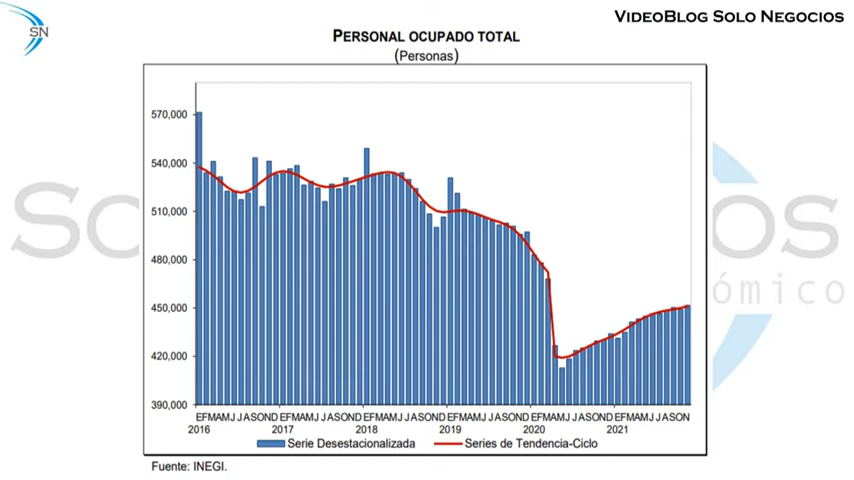 SN
VIDEOBLOG SOLO NEGOCIOS
PERSONAL OCUPADO TOTAL
(Personas)
570,000
540,000
510,000
480,000
450,000
420,000
390,000
EFMAMJ JASOND EFMAMJ JASOND EFMAMJ JASOND EFMAMJ JASOND EFMAMJ JASOND EFMAMJ JASON
2016 2017 2018 2019 2020 2021
Serie Desestacionalizada Series de Tendencia-Ciclo
Fuente: INEGI.